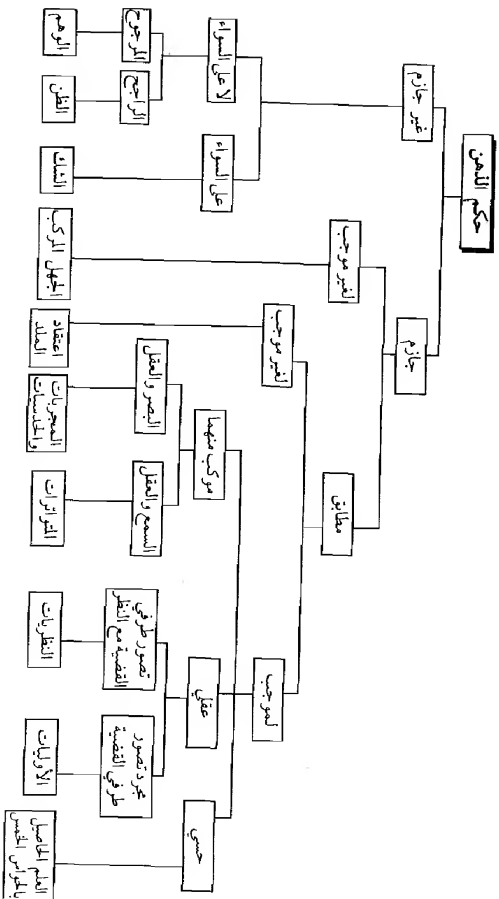 حكم الذهن
غير جازم
جازم
لا على السواء
على السواء
لغير موجب
مطابق
المرجوح
الراجح
لغير موجب
لموجب
مركب منهما
عقلي
حسي
البصر والعقل
السمع والعقل
تصور طرفي
القضية مع النظر
مجرد تصور
طرفي القضية
الوهم
الظن
الشك
الجهل المركب
اعتقاد
المقلد
المجربات
والحدسيات
المتواترات
النظريات
الأوليات
العلم الحاصل
بالحواس الخمس